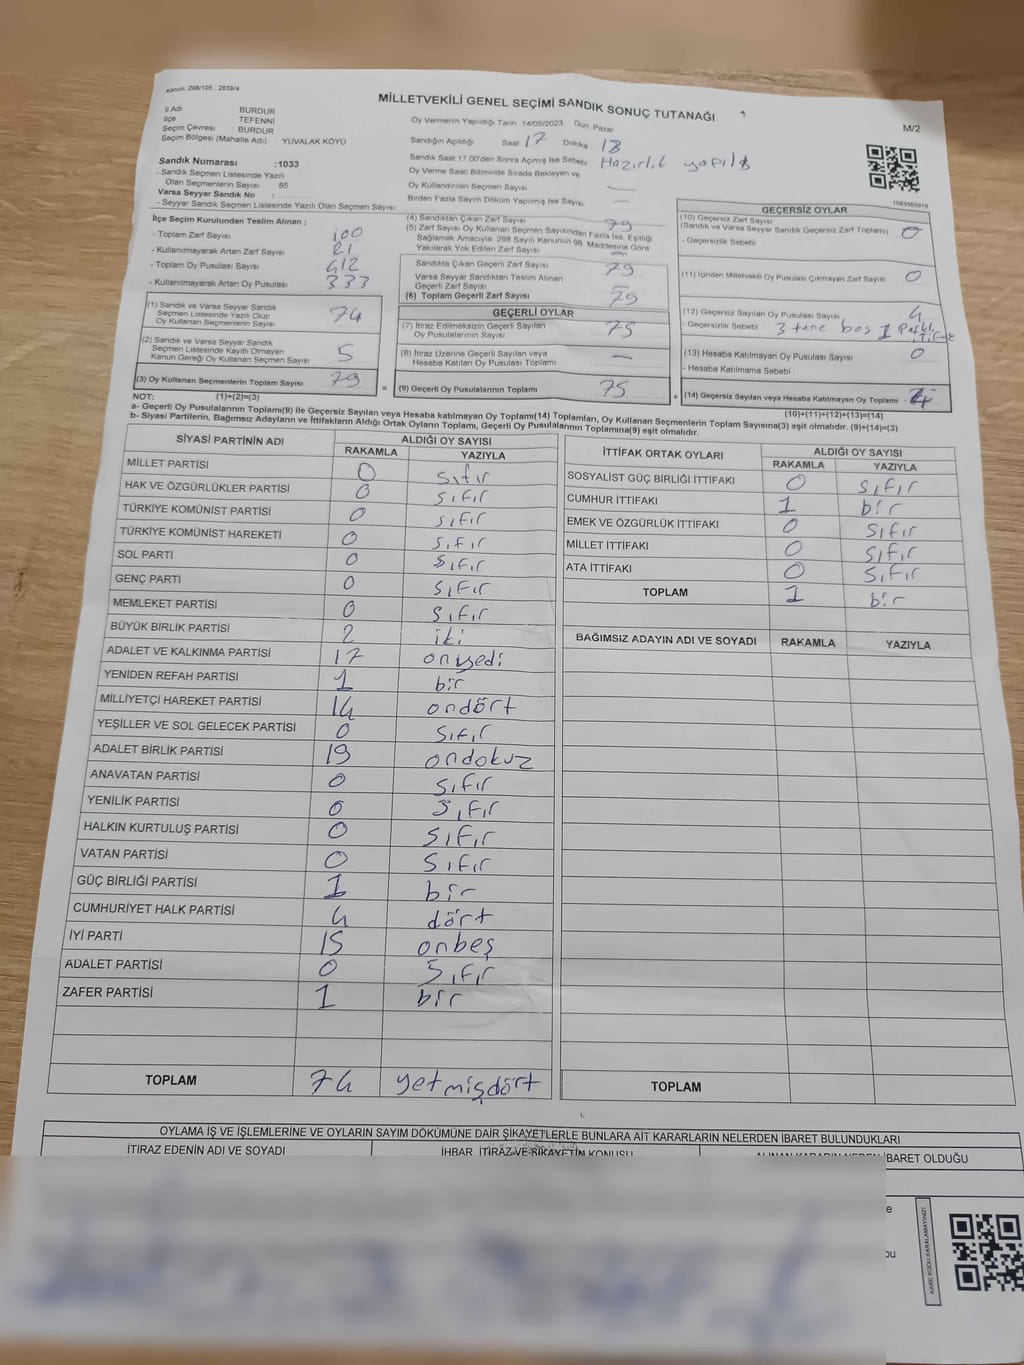 Kanun: 298/105 , 2839/4
MİLLETVEKİLİ GENEL SEÇİMİ SANDIK SONUÇ TUTANAĞI
M/2
İl Adı BURDUR
İlçe TEFENNİ
Seçim Çevresi BURDUR
Seçim Bölgesi (Mahalle Adı) YUVALAK KÖYÜ
Sandık Numarası :1033
- Sandık Seçmen Listesinde Yazılı
Olan Seçmenlerin Sayısı 85
Varsa Seyyar Sandık No :
- Seyyar Sandık Seçmen Listesinde Yazılı Olan Seçmen Sayısı:
Oy Vermenin Yapıldığı Tarih 14/05/2023 Gün Pazar
Sandığın Açıldığı Saat 17 Dakika 18
Sandık Saat 17.00'den Sonra Açılmış İse Sebebi Hazırlık yapıldı
Oy Verme Saati Bitiminde Sırada Bekleyen ve
Oy Kullandırılan Seçmen Sayısı —
Birden Fazla Sayım Döküm Yapılmış İse Sayısı —
İlçe Seçim Kurulundan Teslim Alınan ;
- Toplam Zarf Sayısı 100
- Kullanılmayarak Artan Zarf Sayısı 21
- Toplam Oy Pusulası Sayısı 412
- Kullanılmayarak Artan Oy Pusulası 333
(1) Sandık ve Varsa Seyyar Sandık
Seçmen Listesinde Yazılı Olup
Oy Kullanan Seçmenlerin Sayısı 74
(2) Sandık ve Varsa Seyyar Sandık
Seçmen Listesinde Kayıtlı Olmayan
Kanun Gereği Oy Kullanan Seçmen Sayısı 5
(3) Oy Kullanan Seçmenlerin Toplam Sayısı 79
(4) Sandıktan Çıkan Zarf Sayısı 79
(5) Zarf Sayısı Oy Kullanan Seçmen Sayısından Fazla İse, Eşitliği
Sağlamak Amacıyla, 298 Sayılı Kanunun 98. Maddesine Göre
Yakılarak Yok Edilen Zarf Sayısı —
Sandıkta Çıkan Geçerli Zarf Sayısı 79
Varsa Seyyar Sandıktan Teslim Alınan
Geçerli Zarf Sayısı —
(6) Toplam Geçerli Zarf Sayısı 79
GEÇERLİ OYLAR
(7) İtiraz Edilmeksizin Geçerli Sayılan
Oy Pusulalarının Sayısı 75
(8) İtiraz Üzerine Geçerli Sayılan veya
Hesaba Katılan Oy Pusulası Toplamı —
= (9) Geçerli Oy Pusulalarının Toplamı 75
1083560918
GEÇERSİZ OYLAR
(10) Geçersiz Zarf Sayısı
(Sandık ve Varsa Seyyar Sandık Geçersiz Zarf Toplamı) 0
- Geçersizlik Sebebi
(11) İçinden Milletvekili Oy Pusulası Çıkmayan Zarf Sayısı 0
(12) Geçersiz Sayılan Oy Pusulası Sayısı 4
- Geçersizlik Sebebi 3 tane boş 1
(13) Hesaba Katılmayan Oy Pusulası Sayısı 0
- Hesaba Katılmama Sebebi
+ (14) Geçersiz Sayılan veya Hesaba Katılmayan Oy Toplamı 4
NOT: (1)+(2)=(3) (10)+(11)+(12)+(13)=(14)
a- Geçerli Oy Pusulalarının Toplamı(9) ile Geçersiz Sayılan veya Hesaba katılmayan Oy Toplamı(14) Toplamları, Oy Kullanan Seçmenlerin Toplam Sayısına(3) eşit olmalıdır. (9)+(14)=(3)
b- Siyasi Partilerin, Bağımsız Adayların ve İttifakların Aldığı Oyların Toplamı, Geçerli Oy Pusulalarının Toplamına(9) eşit olmalıdır.
SİYASİ PARTİNİN ADI ALDIĞI OY SAYISI
RAKAMLA YAZIYLA
MİLLET PARTİSİ 0 sıfır
HAK VE ÖZGÜRLÜKLER PARTİSİ 0 sıfır
TÜRKİYE KOMÜNİST PARTİSİ 0 sıfır
TÜRKİYE KOMÜNİST HAREKETİ 0 sıfır
SOL PARTİ 0 sıfır
GENÇ PARTİ 0 sıfır
MEMLEKET PARTİSİ 0 sıfır
BÜYÜK BİRLİK PARTİSİ 2 iki
ADALET VE KALKINMA PARTİSİ 17 onyedi
YENİDEN REFAH PARTİSİ 1 bir
MİLLİYETÇİ HAREKET PARTİSİ 14 ondört
YEŞİLLER VE SOL GELECEK PARTİSİ 0 sıfır
ADALET BİRLİK PARTİSİ 19 ondokuz
ANAVATAN PARTİSİ 0 sıfır
YENİLİK PARTİSİ 0 sıfır
HALKIN KURTULUŞ PARTİSİ 0 sıfır
VATAN PARTİSİ 0 sıfır
GÜÇ BİRLİĞİ PARTİSİ 1 bir
CUMHURİYET HALK PARTİSİ 4 dört
İYİ PARTİ 15 onbeş
ADALET PARTİSİ 0 sıfır
ZAFER PARTİSİ 1 bir
TOPLAM 74 yetmişdört
İTTİFAK ORTAK OYLARI ALDIĞI OY SAYISI
RAKAMLA YAZIYLA
SOSYALİST GÜÇ BİRLİĞİ İTTİFAKI 0 sıfır
CUMHUR İTTİFAKI 1 bir
EMEK VE ÖZGÜRLÜK İTTİFAKI 0 sıfır
MİLLET İTTİFAKI 0 sıfır
ATA İTTİFAKI 0 sıfır
TOPLAM 1 bir
BAĞIMSIZ ADAYIN ADI VE SOYADI RAKAMLA YAZIYLA
TOPLAM
OYLAMA İŞ VE İŞLEMLERİNE VE OYLARIN SAYIM DÖKÜMÜNE DAİR ŞİKAYETLERLE BUNLARA AİT KARARLARIN NELERDEN İBARET BULUNDUKLARI
İTİRAZ EDENİN ADI VE SOYADI İHBAR, İTİRAZ VE ŞİKAYETİN KONUSU ALINAN KARARIN NEDEN İBARET OLDUĞU
KARE KODU KARALAMAYINIZ!